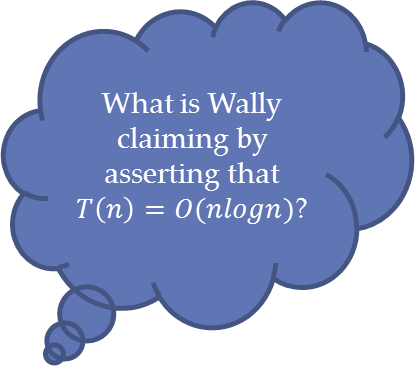 What is Wally
claiming by
asserting that
T(n) = O(nlogn)?